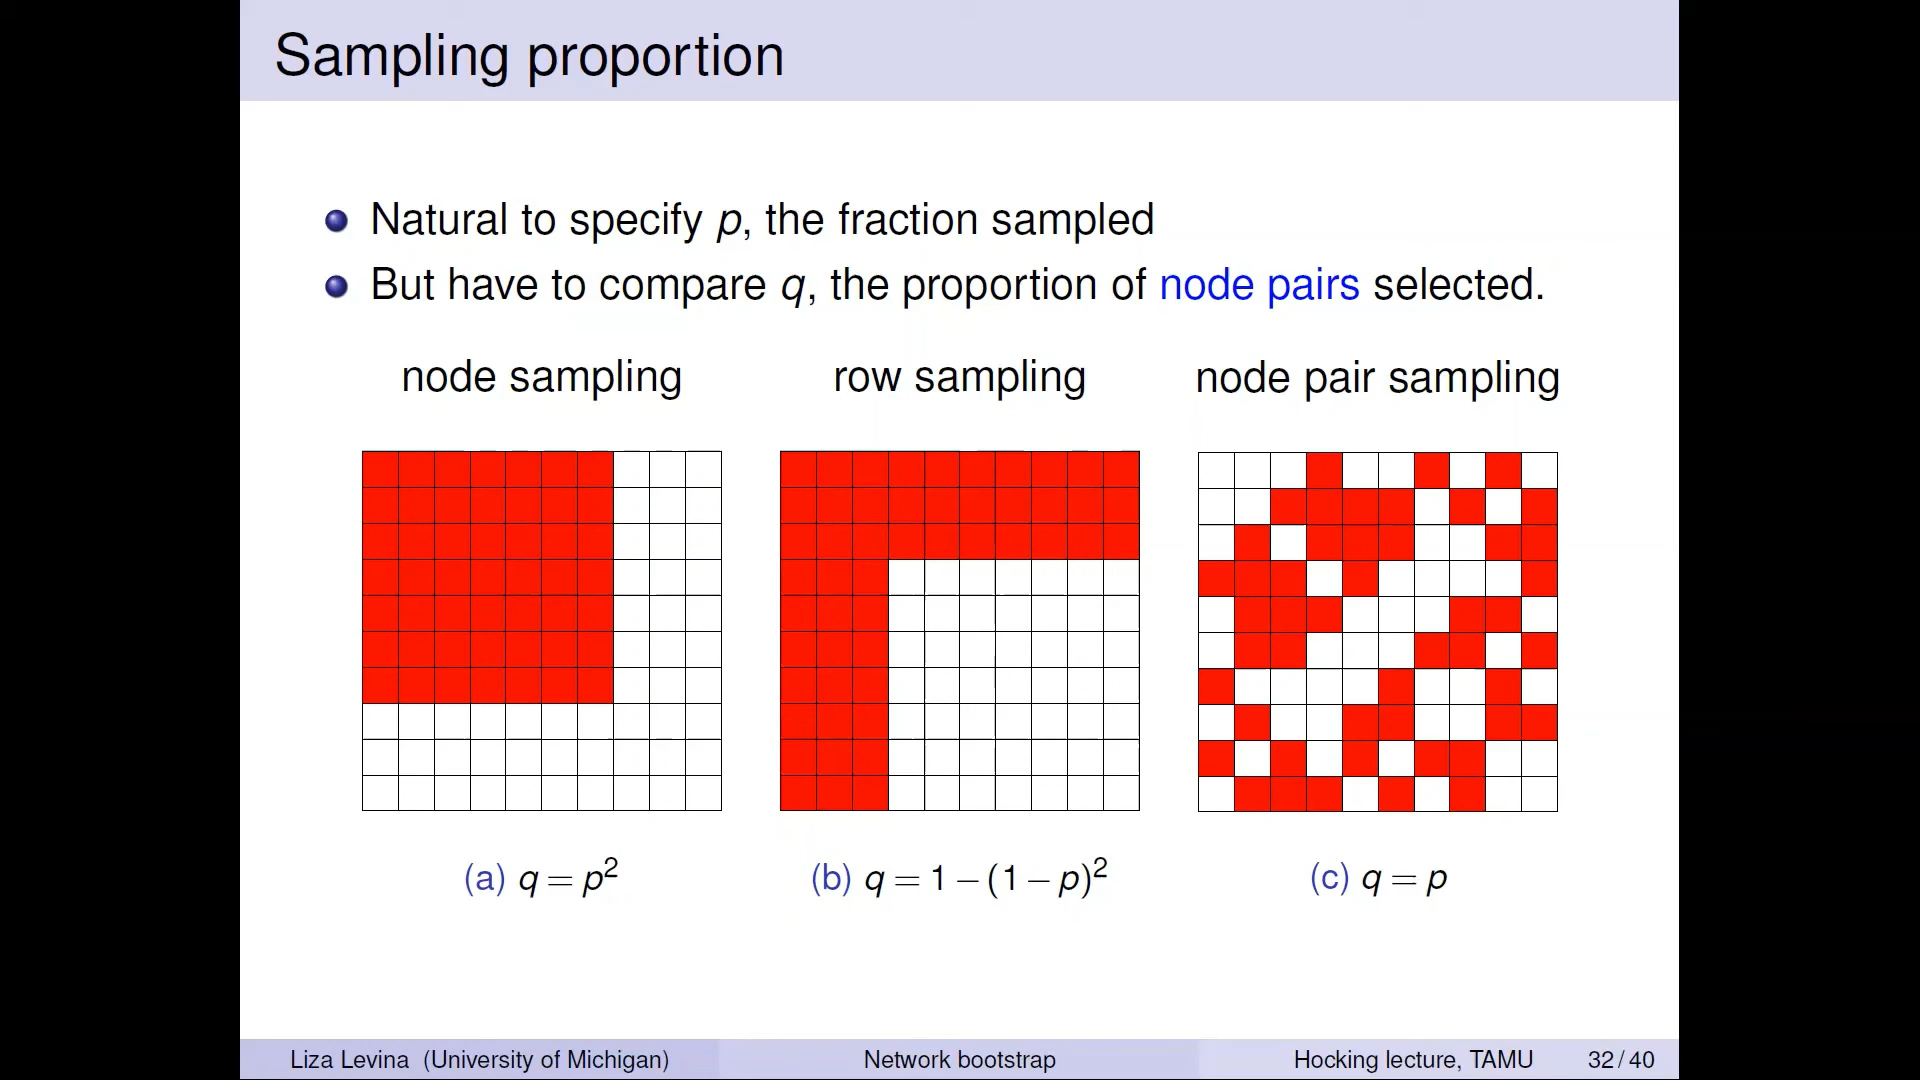 Sampling proportion
Natural to specify p, the fraction sampled
But have to compare q, the proportion of node pairs selected.
node sampling
row sampling
node pair sampling
(a) q = p²
(b) q = 1 − (1 − p)²
(c) q = p
Liza Levina (University of Michigan)
Network bootstrap
Hocking lecture, TAMU
32 / 40